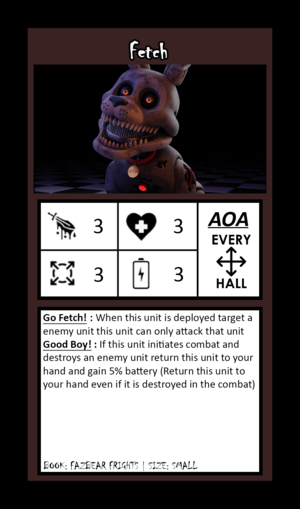 Fetch
3
3
AOA
EVERY
3
3
HALL
Go Fetch! : When this unit is deployed target a
enemy unit this unit can only attack that unit
Good Boy! : If this unit initiates combat and
destroys an enemy unit return this unit to your
hand and gain 5% battery (Return this unit to
your hand even if it is destroyed in the combat)
BOOK: FAZBEAR FRIGHTS | SIZE: SMALL